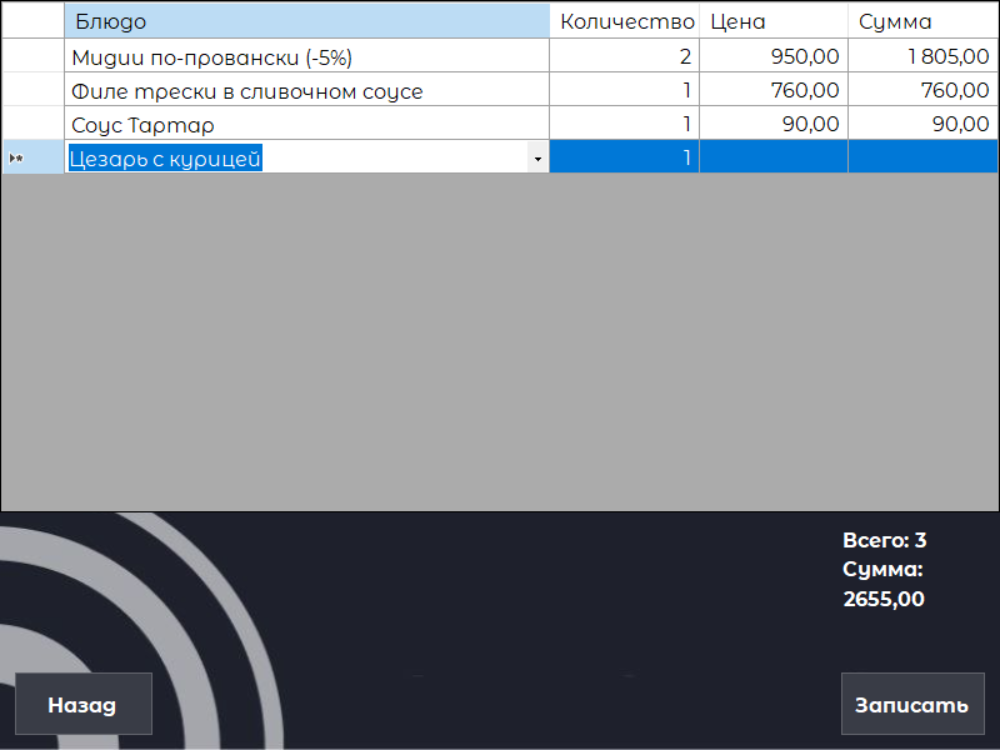 Блюдо Количество Цена Сумма
Мидии по-провански (-5%) 2 950,00 1 805,00
Филе трески в сливочном соусе 1 760,00 760,00
Соус Тартар 1 90,00 90,00
Цезарь с курицей 1
Всего: 3
Сумма:
2655,00
Назад Записать